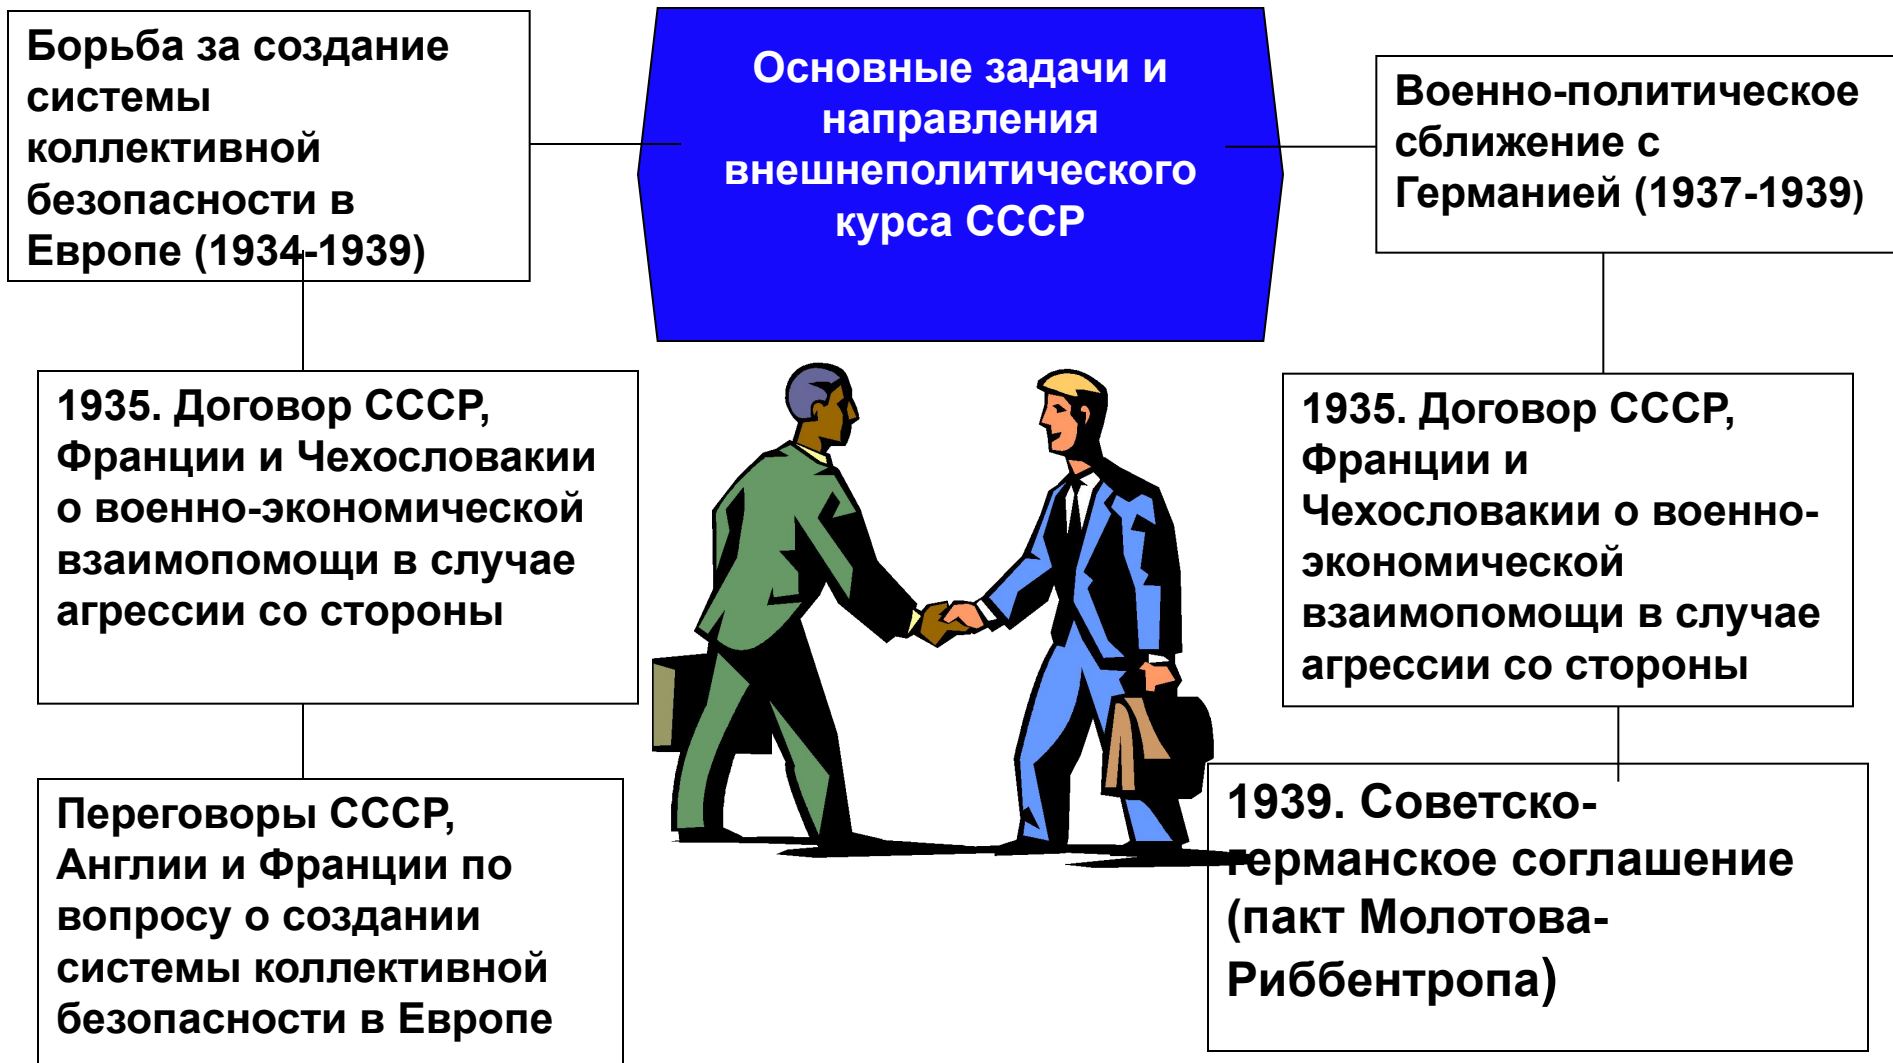 Борьба за создание
системы
коллективной
безопасности в
Европе (1934-1939)
Основные задачи и
направления
внешнеполитического
курса СССР
Военно-политическое
сближение с
Германией (1937-1939)
1935. Договор СССР,
Франции и Чехословакии
о военно-экономической
взаимопомощи в случае
агрессии со стороны
1935. Договор СССР,
Франции и
Чехословакии о военно-
экономической
взаимопомощи в случае
агрессии со стороны
Переговоры СССР,
Англии и Франции по
вопросу о создании
системы коллективной
безопасности в Европе
1939. Советско-
германское соглашение
(пакт Молотова-
Риббентропа)